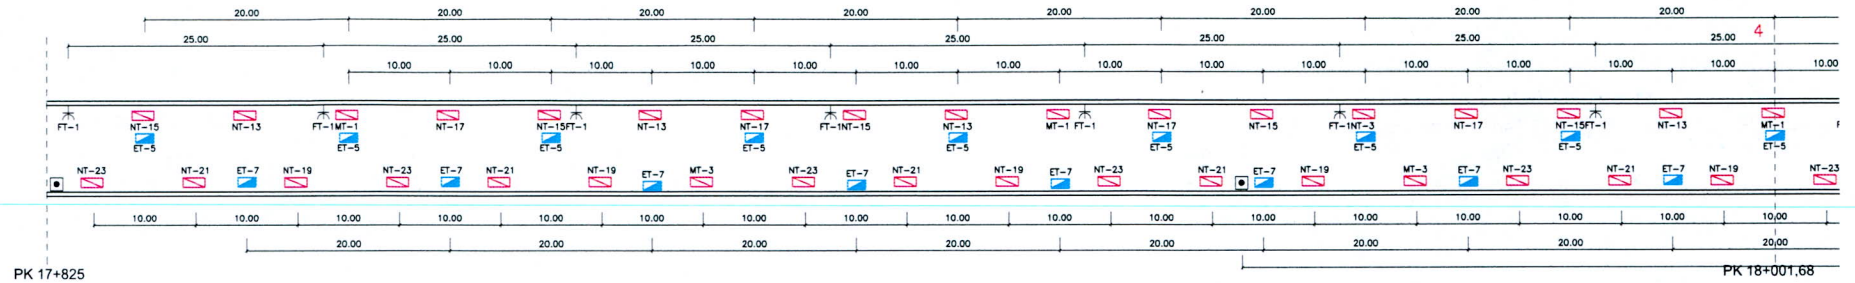 20.00 20.00 20.00 20.00 20.00 20.00 20.00 20.00
4
25.00 25.00 25.00 25.00 25.00 25.00 25.00
10.00 10.00 10.00 10.00 10.00 10.00 10.00 10.00 10.00 10.00 10.00 10.00 10.00 10.00 10.00
FT-1 NT-15 NT-13 FT-1 MT-1 NT-17 NT-15 FT-1 NT-13 NT-17 FT-1 NT-15 NT-13 MT-1 FT-1 NT-17 NT-15 FT-1 NT-3 NT-17 NT-15 FT-1 NT-13 MT-1 F
ET-5 ET-5 ET-5 ET-5 ET-5 ET-5 ET-5 ET-5 ET-5
NT-23 NT-21 ET-7 NT-19 NT-23 ET-7 NT-21 NT-19 ET-7 MT-3 NT-23 ET-7 NT-21 NT-19 ET-7 NT-23 NT-21 ET-7 NT-19 MT-3 ET-7 NT-23 NT-21 ET-7 NT-19 NT-23
10.00 10.00 10.00 10.00 10.00 10.00 10.00 10.00 10.00 10.00 10.00 10.00 10.00 10.00 10.00 10.00 10.00
20.00 20.00 20.00 20.00 20.00 20.00 20.00 20.00
PK 17+825
PK 18+001,68